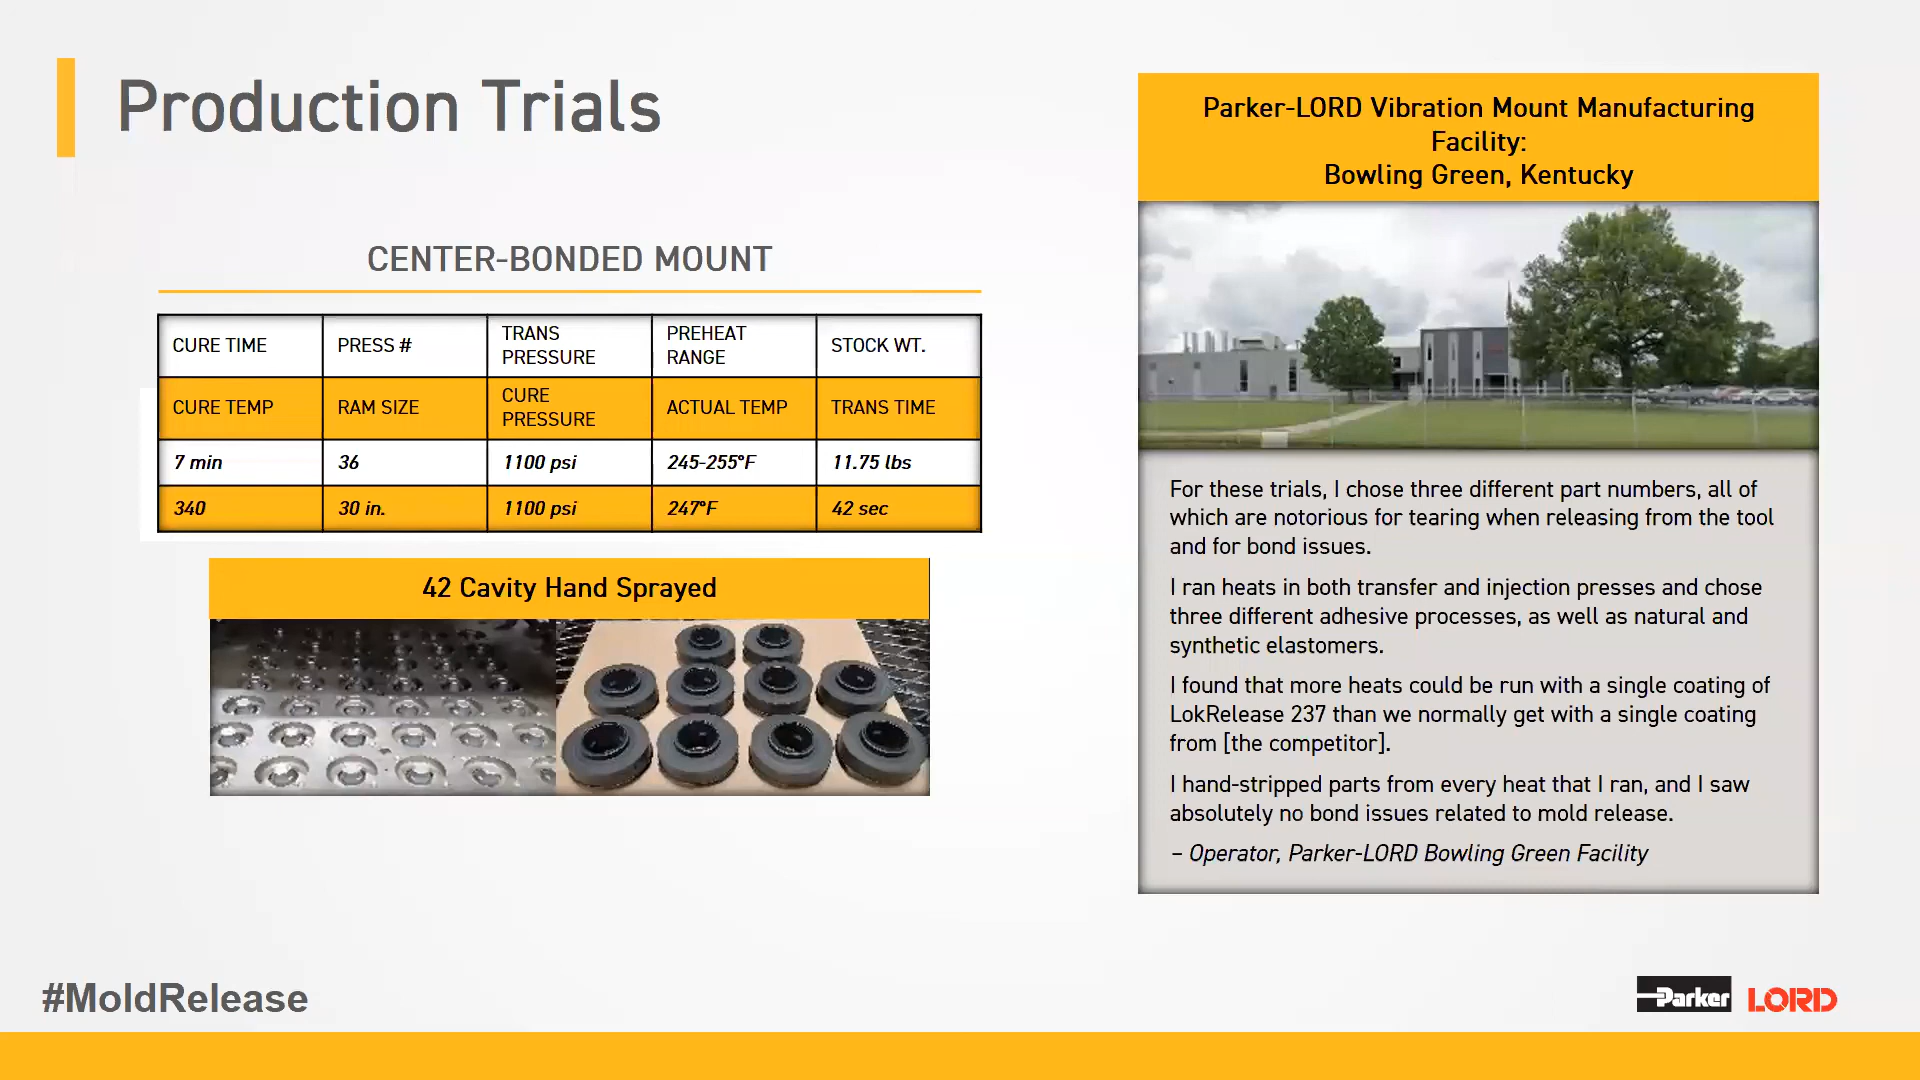 Production Trials
CENTER-BONDED MOUNT
CURE TIME
PRESS #
TRANS
PRESSURE
PREHEAT
RANGE
STOCK WT.
CURE TEMP
RAM SIZE
CURE
PRESSURE
ACTUAL TEMP
TRANS TIME
7 min
36
1100 psi
245-255°F
11.75 lbs
340
30 in.
1100 psi
247°F
42 sec
42 Cavity Hand Sprayed
Parker-LORD Vibration Mount Manufacturing
Facility:
Bowling Green, Kentucky
For these trials, I chose three different part numbers, all of
which are notorious for tearing when releasing from the tool
and for bond issues.
I ran heats in both transfer and injection presses and chose
three different adhesive processes, as well as natural and
synthetic elastomers.
I found that more heats could be run with a single coating of
LokRelease 237 than we normally get with a single coating
from [the competitor].
I hand-stripped parts from every heat that I ran, and I saw
absolutely no bond issues related to mold release.
– Operator, Parker-LORD Bowling Green Facility
#MoldRelease
Parker
LORD